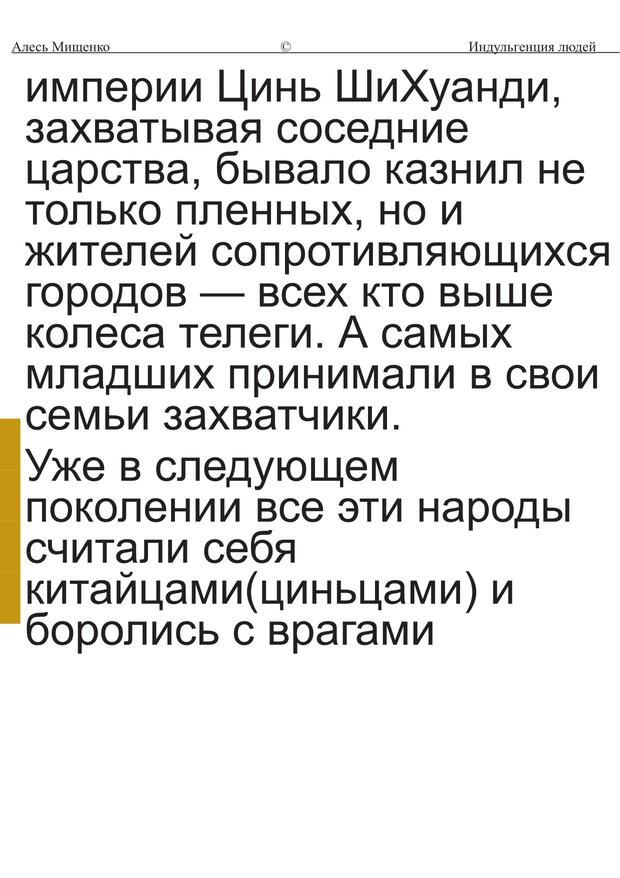 Алесь Мищенко © Индульгенция людей
империи Цинь ШиХуанди,
захватывая соседние
царства, бывало казнил не
только пленных, но и
жителей сопротивляющихся
городов — всех кто выше
колеса телеги. А самых
младших принимали в свои
семьи захватчики.
Уже в следующем
поколении все эти народы
считали себя
китайцами(циньцами) и
боролись с врагами